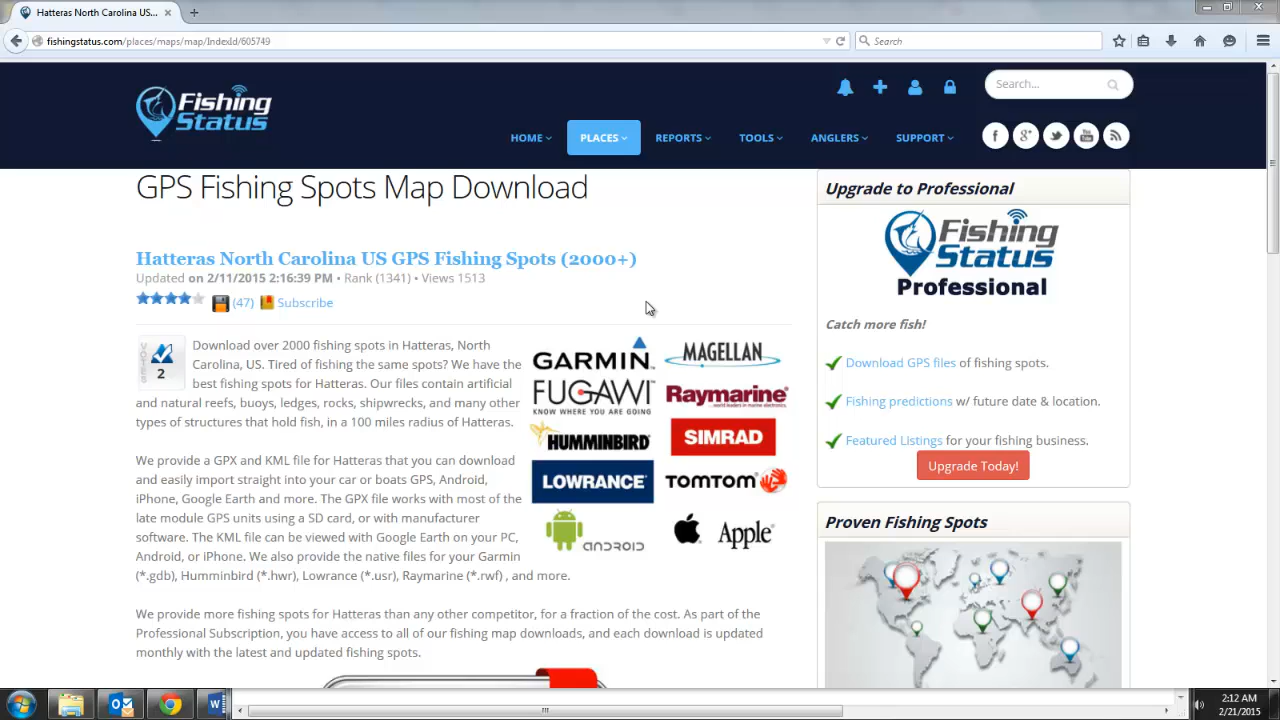 Hatteras North Carolina US...
fishingstatus.com/places/maps/map/IndexId/605749
Search
Fishing Status
Search...
HOME PLACES REPORTS TOOLS ANGLERS SUPPORT
GPS Fishing Spots Map Download
Hatteras North Carolina US GPS Fishing Spots (2000+)
Updated on 2/11/2015 2:16:39 PM • Rank (1341) • Views 1513
(47) Subscribe
2
Download over 2000 fishing spots in Hatteras, North
Carolina, US. Tired of fishing the same spots? We have the
best fishing spots for Hatteras. Our files contain artificial
and natural reefs, buoys, ledges, rocks, shipwrecks, and many other
types of structures that hold fish, in a 100 miles radius of Hatteras.
We provide a GPX and KML file for Hatteras that you can download
and easily import straight into your car or boats GPS, Android,
iPhone, Google Earth and more. The GPX file works with most of the
late module GPS units using a SD card, or with manufacturer
software. The KML file can be viewed with Google Earth on your PC,
Android, or iPhone. We also provide the native files for your Garmin
(*.gdb), Humminbird (*.hwr), Lowrance (*.usr), Raymarine (*.rwf) , and more.
We provide more fishing spots for Hatteras than any other competitor, for a fraction of the cost. As part of the
Professional Subscription, you have access to all of our fishing map downloads, and each download is updated
monthly with the latest and updated fishing spots.
GARMIN MAGELLAN
FUGAWI Raymarine
KNOW WHERE YOU ARE GOING
HUMMINBIRD SIMRAD
LOWRANCE TOMTOM
ANDROID Apple
Upgrade to Professional
Fishing Status
Professional
Catch more fish!
Download GPS files of fishing spots.
Fishing predictions w/ future date & location.
Featured Listings for your fishing business.
Upgrade Today!
Proven Fishing Spots
2:12 AM
2/21/2015